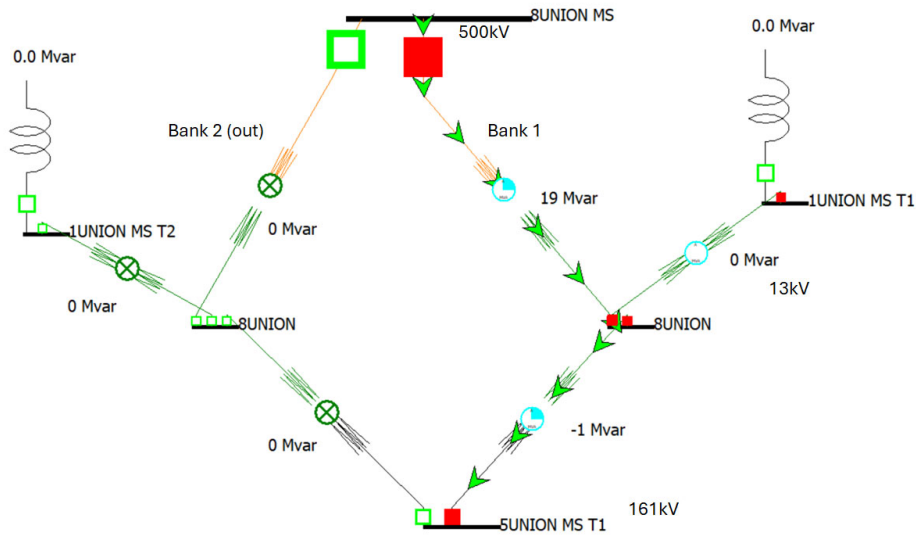 8UNION MS
500kV
0.0 Mvar
0.0 Mvar
Bank 2 (out)
Bank 1
19 Mvar
1UNION MS T1
0 Mvar
1UNION MS T2
0 Mvar
13kV
0 Mvar
8UNION
8UNION
0 Mvar
-1 Mvar
161kV
5UNION MS T1